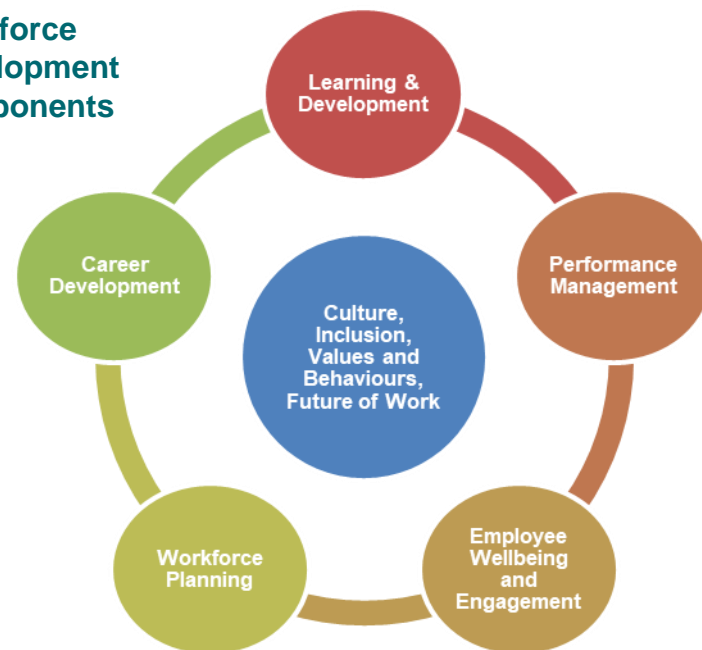 force
lopment
ponents
Learning &
Development
Performance
Management
Employee
Wellbeing
and
Engagement
Workforce
Planning
Career
Development
Culture,
Inclusion,
Values and
Behaviours,
Future of Work